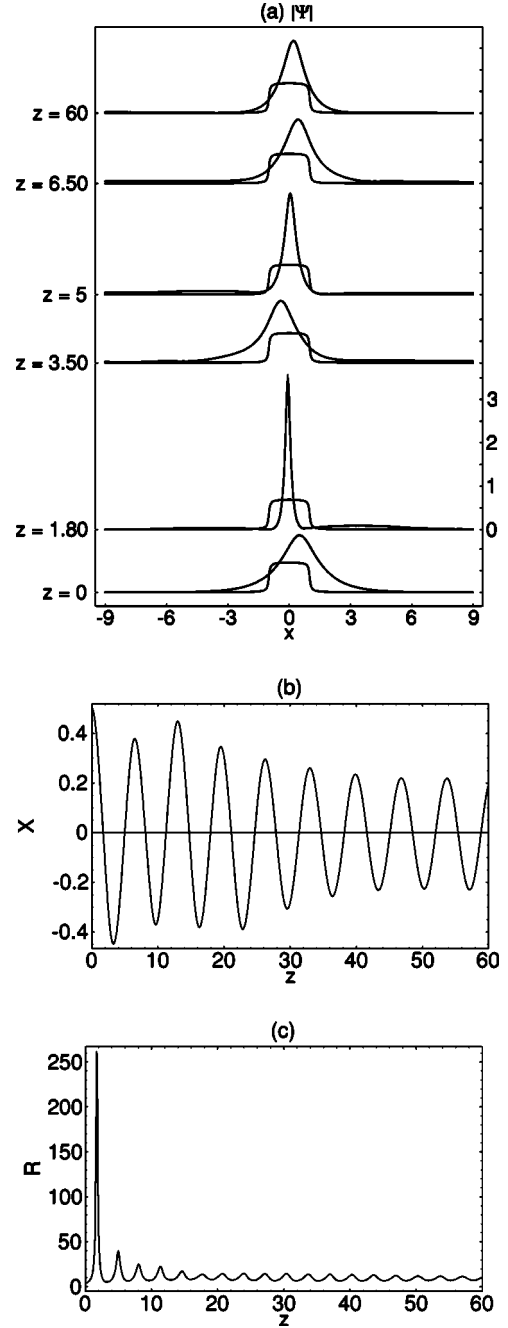 (a) |Ψ|
z = 60
z = 6.50
z = 5
z = 3.50
3
2
1
z = 1.80 0
z = 0
-9 -6 -3 0 3 6 9
x
(b)
0.4
0.2
X 0
-0.2
-0.4
0 10 20 30 40 50 60
z
(c)
250
200
R 150
100
50
0
0 10 20 30 40 50 60
z